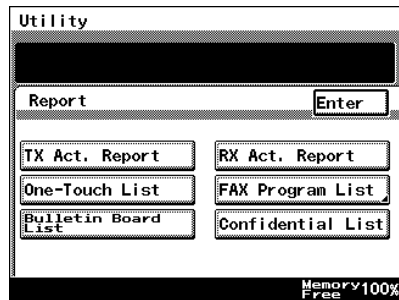 Utility
Report
Enter
TX Act. Report
RX Act. Report
One-Touch List
FAX Program List
Bulletin Board
List
Confidential List
Memory
Free 100%